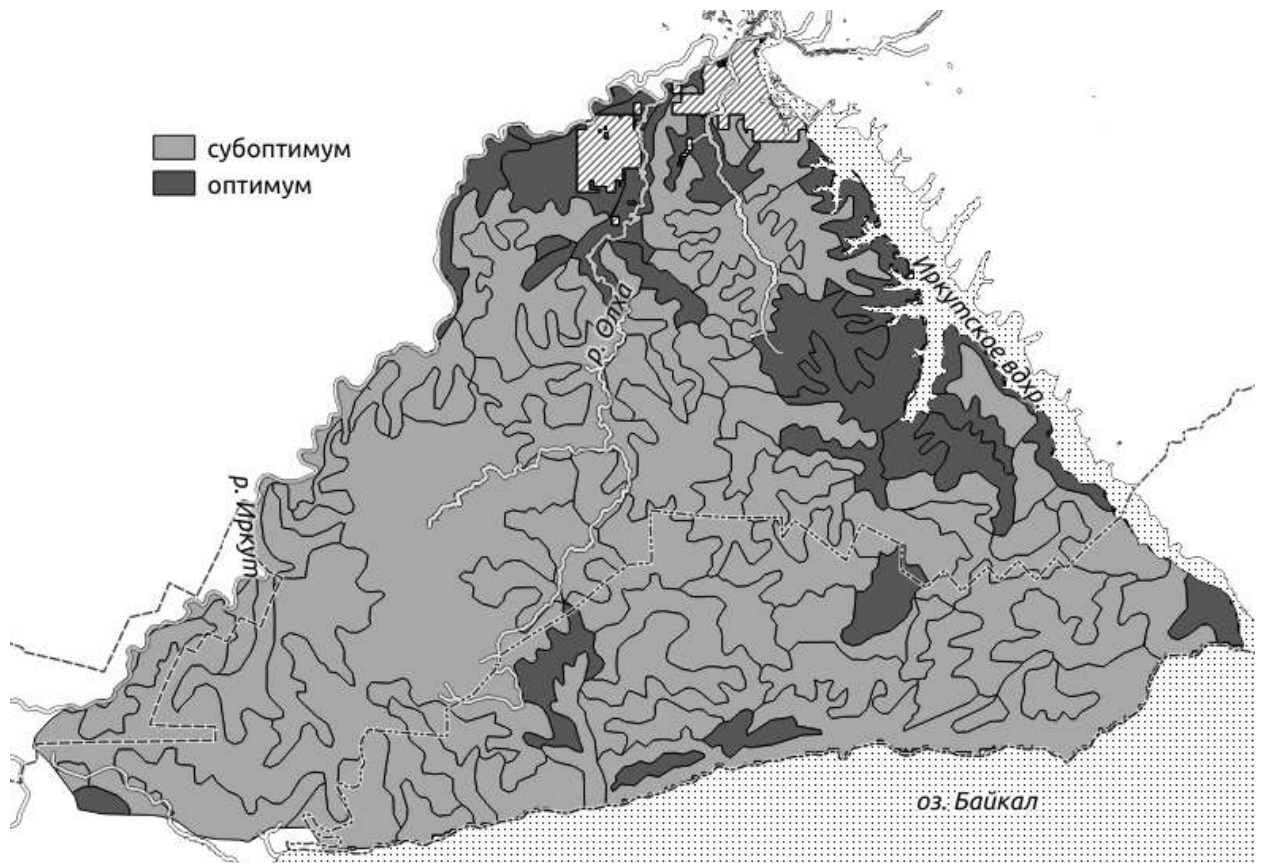 субоптимум
оптимум
Иркутское вдхр.
р. Олха
р. Иркут
оз. Байкал